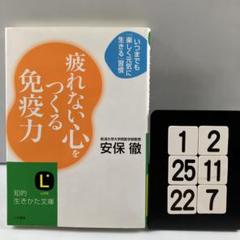 いつまでも
「楽しく元気に
生きる」習慣
疲れない心を
つくる
免疫力
新潟大学大学院医学部教授
安保 徹
L
知的
生きかた文庫
1 2
25 11
22 7